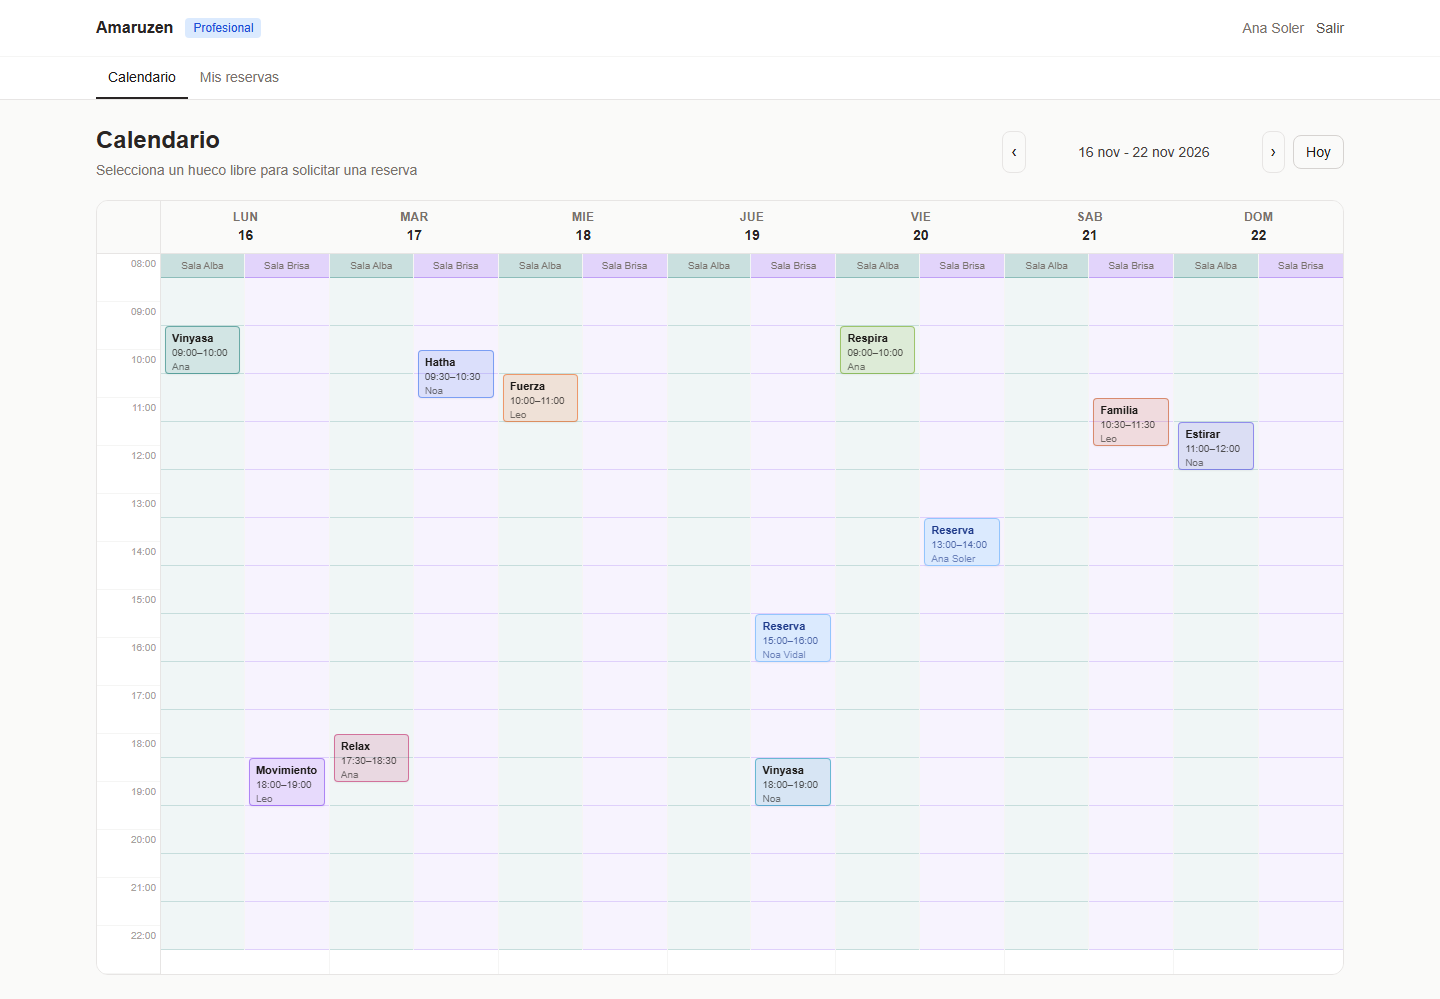 Amaruzen Profesional Ana Soler Salir
Calendario Mis reservas
Calendario
Selecciona un hueco libre para solicitar una reserva
‹ 16 nov - 22 nov 2026 › Hoy
LUN MAR MIE JUE VIE SAB DOM
16 17 18 19 20 21 22
08:00 Sala Alba Sala Brisa Sala Alba Sala Brisa Sala Alba Sala Brisa Sala Alba Sala Brisa Sala Alba Sala Brisa Sala Alba Sala Brisa Sala Alba Sala Brisa
09:00
Vinyasa
09:00–10:00
Ana
Respira
09:00–10:00
Ana
10:00
Hatha
09:30–10:30
Noa
Fuerza
10:00–11:00
Leo
11:00
Familia
10:30–11:30
Leo
Estirar
11:00–12:00
Noa
12:00
13:00
Reserva
13:00–14:00
Ana Soler
14:00
15:00
Reserva
15:00–16:00
Noa Vidal
16:00
17:00
18:00
Relax
17:30–18:30
Ana
Movimiento
18:00–19:00
Leo
Vinyasa
18:00–19:00
Noa
19:00
20:00
21:00
22:00